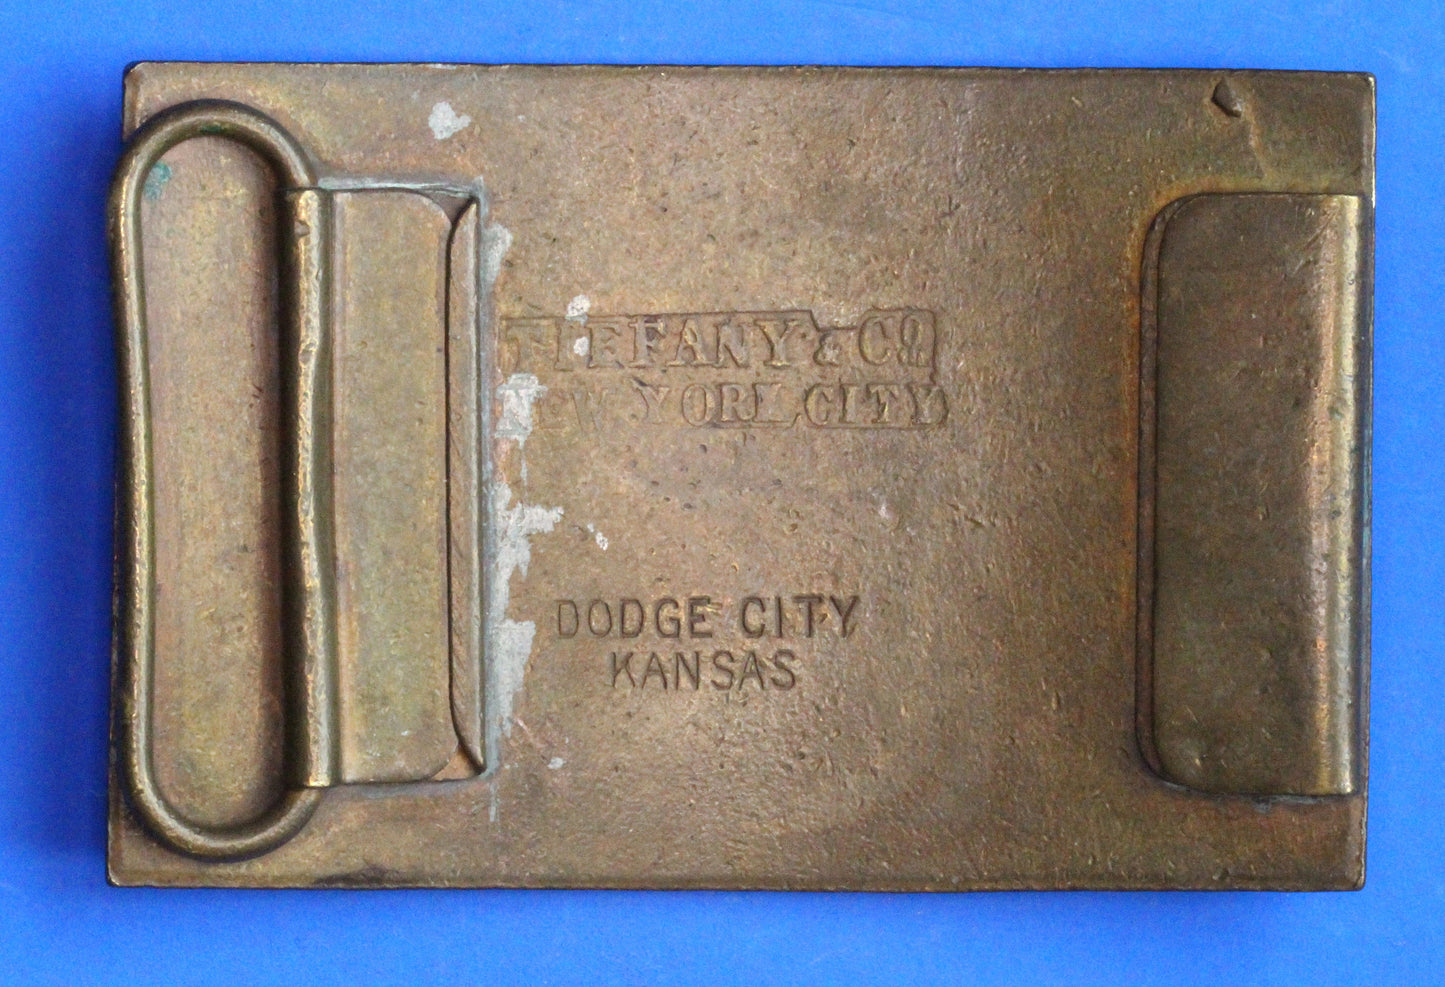 TIFFANY & CO
NEW YORK CITY
DODGE CITY
KANSAS